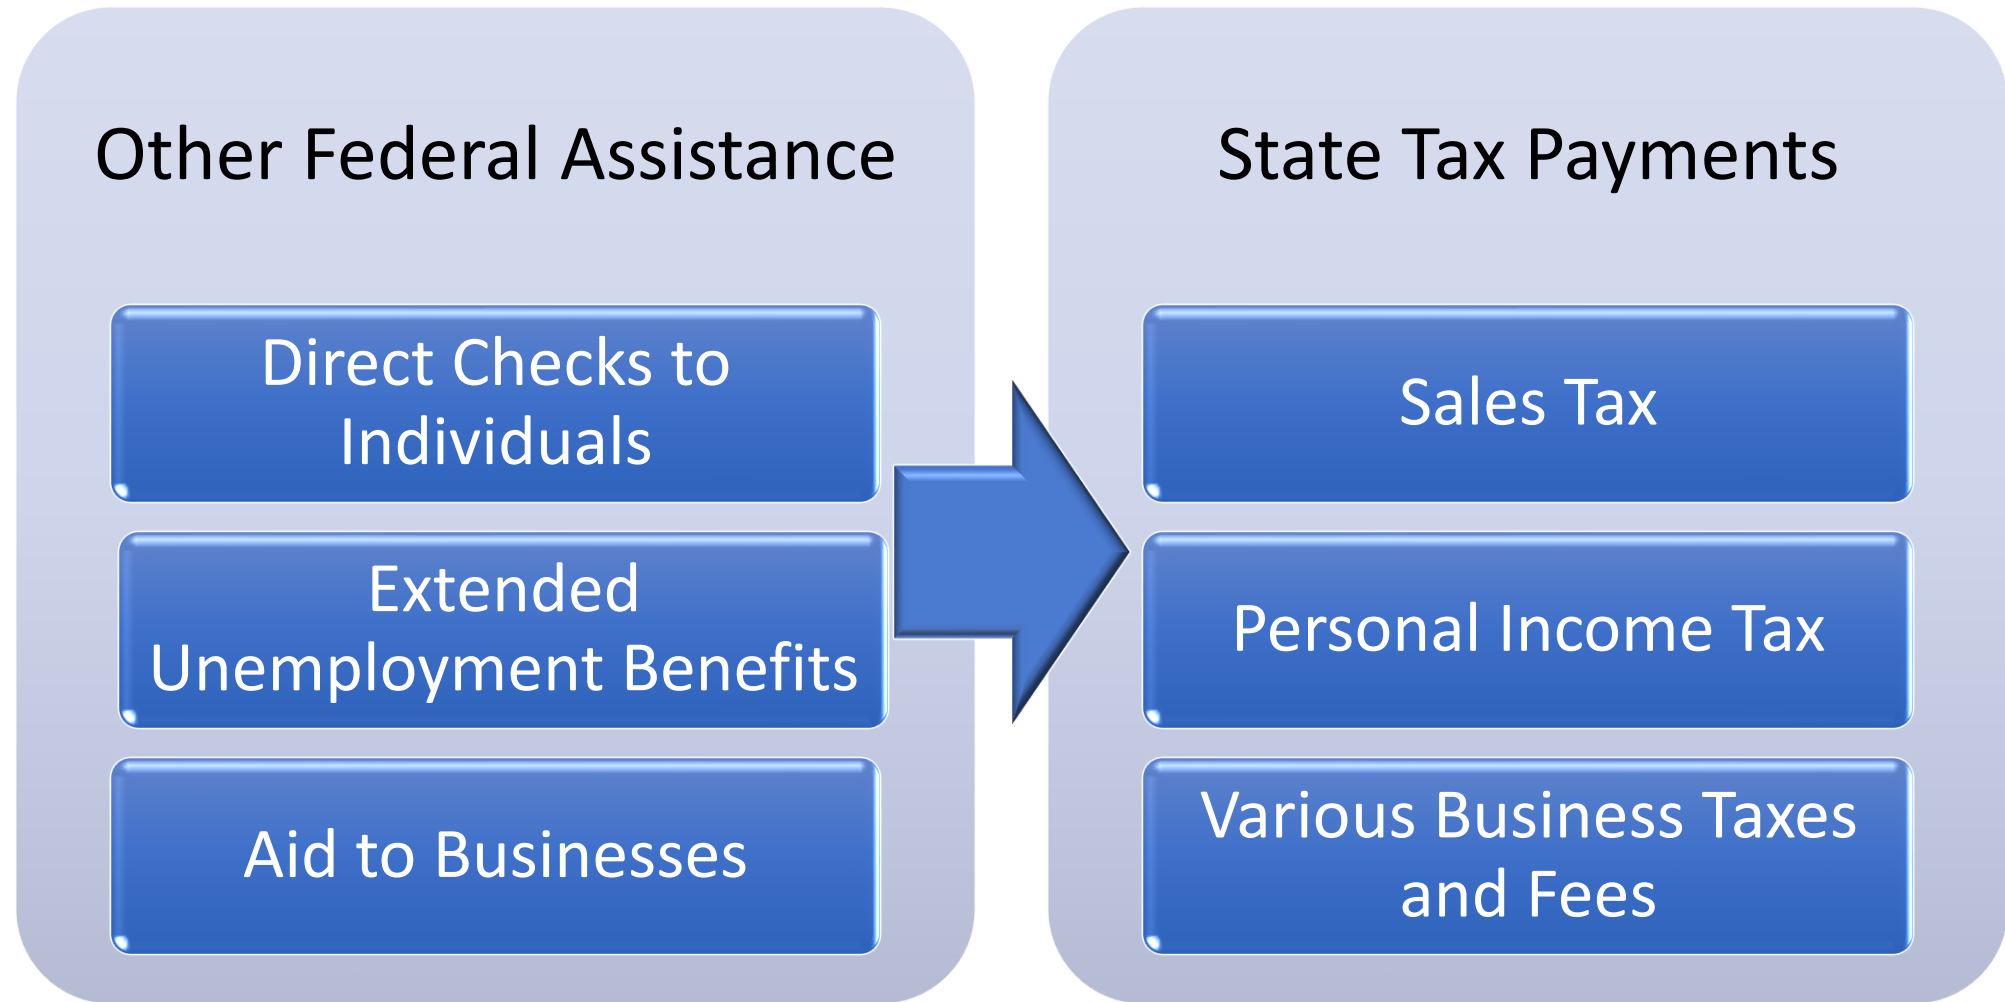 Other Federal Assistance
Direct Checks to
Individuals
Extended
Unemployment Benefits
Aid to Businesses
State Tax Payments
Sales Tax
Personal Income Tax
Various Business Taxes
and Fees